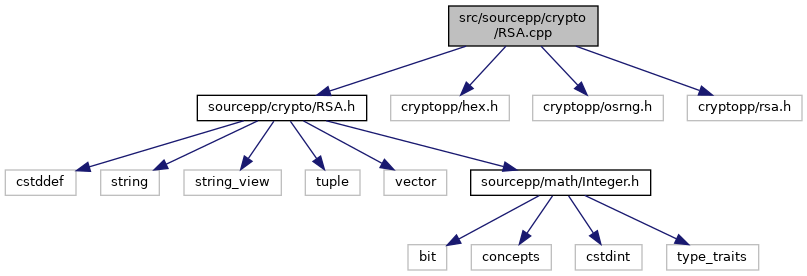 src/sourcepp/crypto
/RSA.cpp
sourcepp/crypto/RSA.h
cryptopp/hex.h
cryptopp/osrng.h
cryptopp/rsa.h
cstddef
string
string_view
tuple
vector
sourcepp/math/Integer.h
bit
concepts
cstdint
type_traits